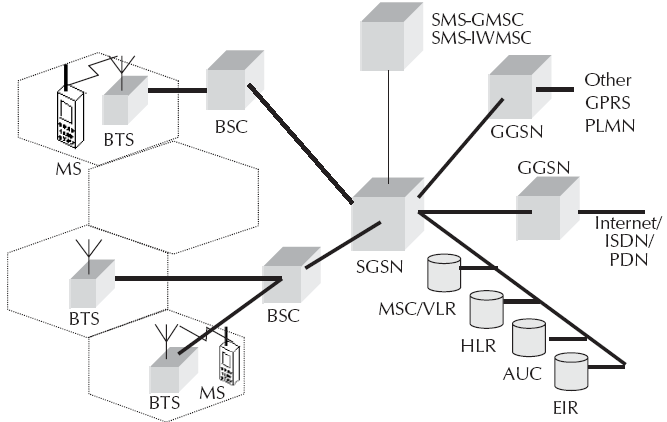 SMS-GMSC
SMS-IWMSC
Other
GPRS
PLMN
GGSN
BSC
BTS
MS
GGSN
Internet/
ISDN/
PDN
SGSN
MSC/VLR
BTS
BSC
HLR
AUC
BTS
MS
EIR